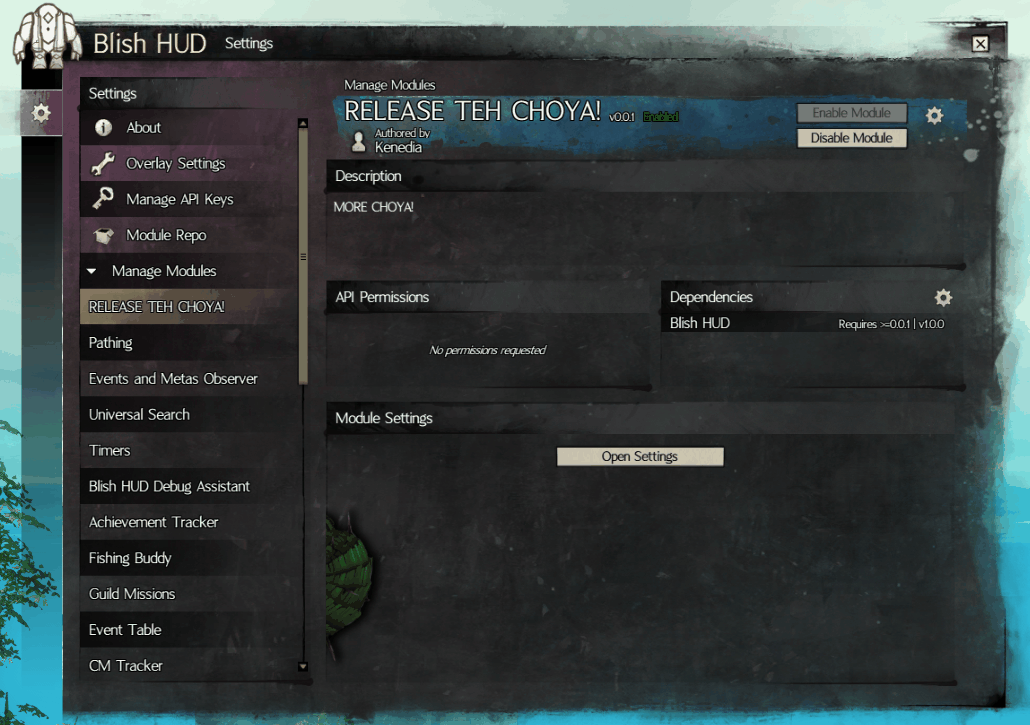 Blish HUD Settings
Settings
About
Overlay Settings
Manage API Keys
Module Repo
Manage Modules
RELEASE TEH CHOYA!
Pathing
Events and Metas Observer
Universal Search
Timers
Blish HUD Debug Assistant
Achievement Tracker
Fishing Buddy
Guild Missions
Event Table
CM Tracker
Manage Modules
RELEASE TEH CHOYA! v0.0.1 Enabled
Authored by
Kenedia
Enable Module
Disable Module
Description
MORE CHOYA!
API Permissions
No permissions requested
Dependencies
Blish HUD Requires >=0.0.1 | v1.0.0
Module Settings
Open Settings